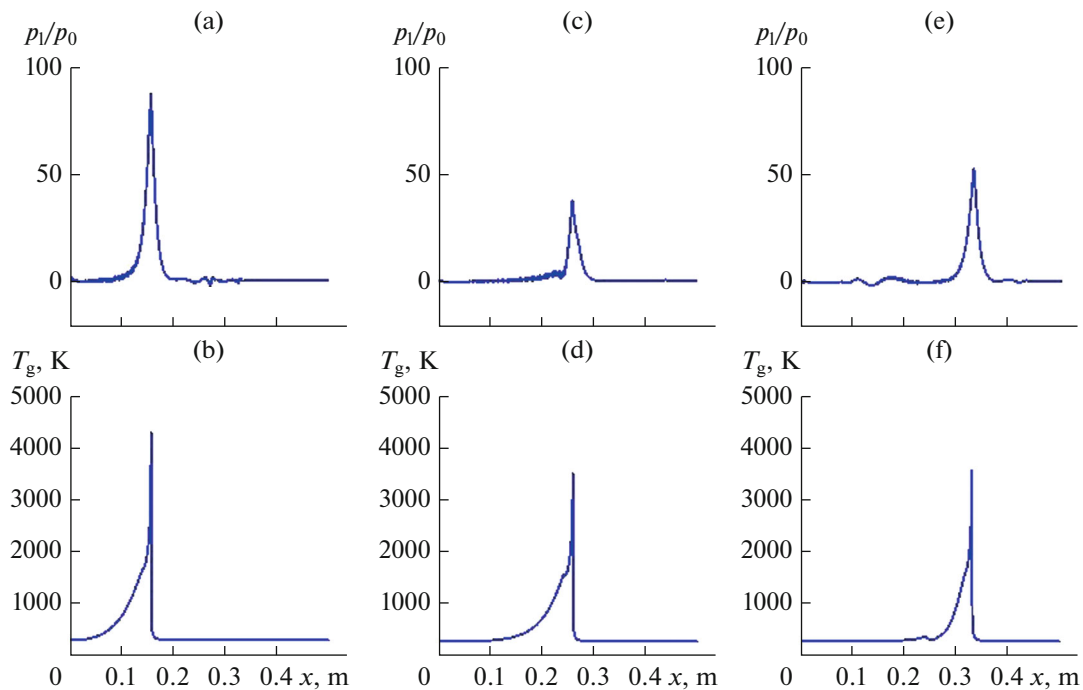 (a) (c) (e)
p₁/p₀ p₁/p₀ p₁/p₀
100 100 100
50 50 50
0 0 0
(b) (d) (f)
T_g, K T_g, K T_g, K
5000 5000 5000
4000 4000 4000
3000 3000 3000
2000 2000 2000
1000 1000 1000
0 0.1 0.2 0.3 0.4 x, m 0 0.1 0.2 0.3 0.4 x, m 0 0.1 0.2 0.3 0.4 x, m